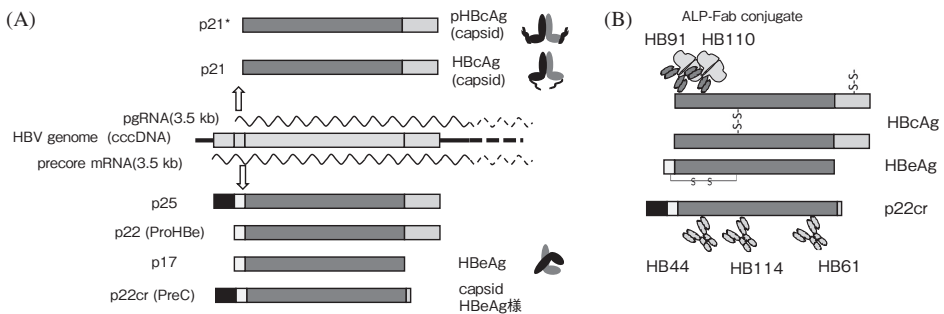 (A)
p21*
pHBcAg
(capsid)
p21
HBcAg
(capsid)
pgRNA(3.5 kb)
HBV genome (cccDNA)
precore mRNA(3.5 kb)
p25
p22 (ProHBe)
p17
HBeAg
p22cr (PreC)
capsid
HBeAg様
(B)
ALP-Fab conjugate
HB91 HB110
-S-S-
-S-S-
HBcAg
HBeAg
S S
p22cr
HB44 HB114 HB61